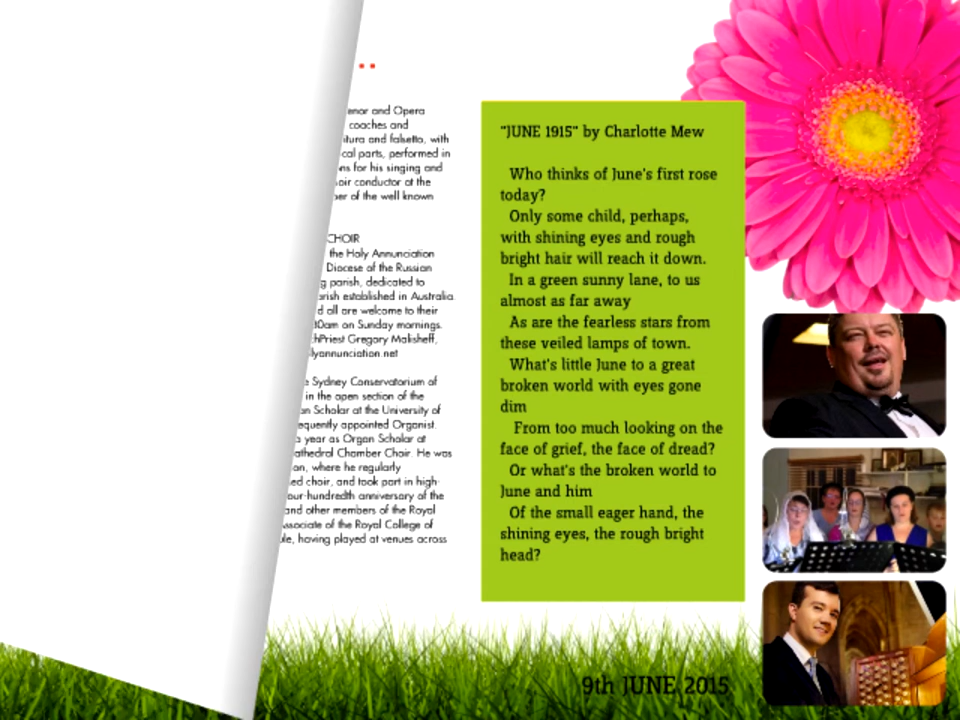 enor and Opera
coaches and
itura and falsetto, with
cal parts, performed in
ns for his singing and
oir conductor at the
er of the well known
CHOIR
the Holy Annunciation
Diocese of the Russian
g parish, dedicated to
arish established in Australia.
d all are welcome to their
30am on Sunday mornings.
chPriest Gregory Malisheff,
lyannunciation.net
e Sydney Conservatorium of
in the open section of the
an Scholar at the University of
equently appointed Organist.
a year as Organ Scholar at
athedral Chamber Choir. He was
on, where he regularly
ed choir, and took part in high-
our-hundredth anniversary of the
and other members of the Royal
Associate of the Royal College of
le, having played at venues across
"JUNE 1915" by Charlotte Mew
Who thinks of June's first rose
today?
Only some child, perhaps,
with shining eyes and rough
bright hair will reach it down.
In a green sunny lane, to us
almost as far away
As are the fearless stars from
these veiled lamps of town.
What's little June to a great
broken world with eyes gone
dim
From too much looking on the
face of grief, the face of dread?
Or what's the broken world to
June and him
Of the small eager hand, the
shining eyes, the rough bright
head?
9th JUNE 2015